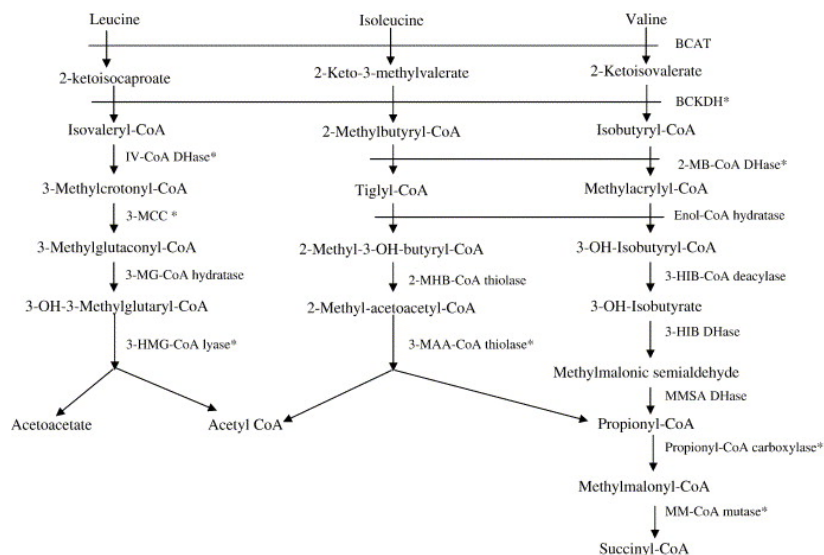 Leucine Isoleucine Valine
BCAT
2-ketoisocaproate 2-Keto-3-methylvalerate 2-Ketoisovalerate
BCKDH*
Isovaleryl-CoA 2-Methylbutyryl-CoA Isobutyryl-CoA
IV-CoA DHase* 2-MB-CoA DHase*
3-Methylcrotonyl-CoA Tiglyl-CoA Methylacrylyl-CoA
3-MCC * Enol-CoA hydratase
3-Methylglutaconyl-CoA 2-Methyl-3-OH-butyryl-CoA 3-OH-Isobutyryl-CoA
3-MG-CoA hydratase 2-MHB-CoA thiolase 3-HIB-CoA deacylase
3-OH-3-Methylglutaryl-CoA 2-Methyl-acetoacetyl-CoA 3-OH-Isobutyrate
3-HMG-CoA lyase* 3-MAA-CoA thiolase* 3-HIB DHase
Methylmalonic semialdehyde
MMSA DHase
Acetoacetate Acetyl CoA Propionyl-CoA
Propionyl-CoA carboxylase*
Methylmalonyl-CoA
MM-CoA mutase*
Succinyl-CoA